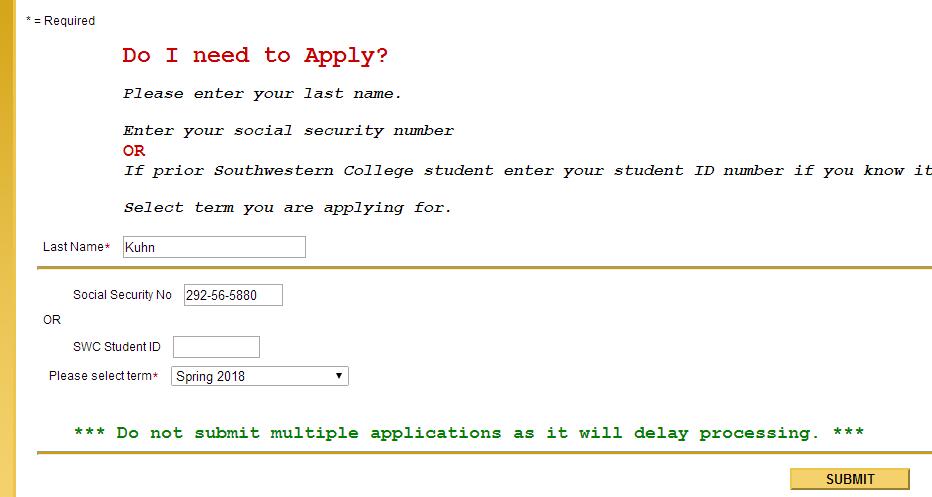 * = Required
Do I need to Apply?
Please enter your last name.
Enter your social security number
OR
If prior Southwestern College student enter your student ID number if you know it
Select term you are applying for.
Last Name* Kuhn
Social Security No 292-56-5880
OR
SWC Student ID
Please select term* Spring 2018
*** Do not submit multiple applications as it will delay processing. ***
SUBMIT